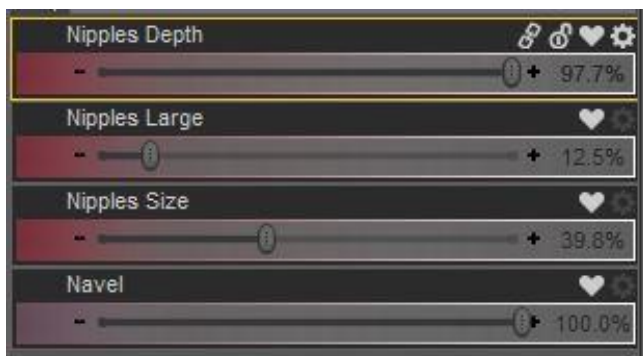 Nipples Depth
- + 97.7%
Nipples Large
- + 12.5%
Nipples Size
- + 39.8%
Navel
- + 100.0%